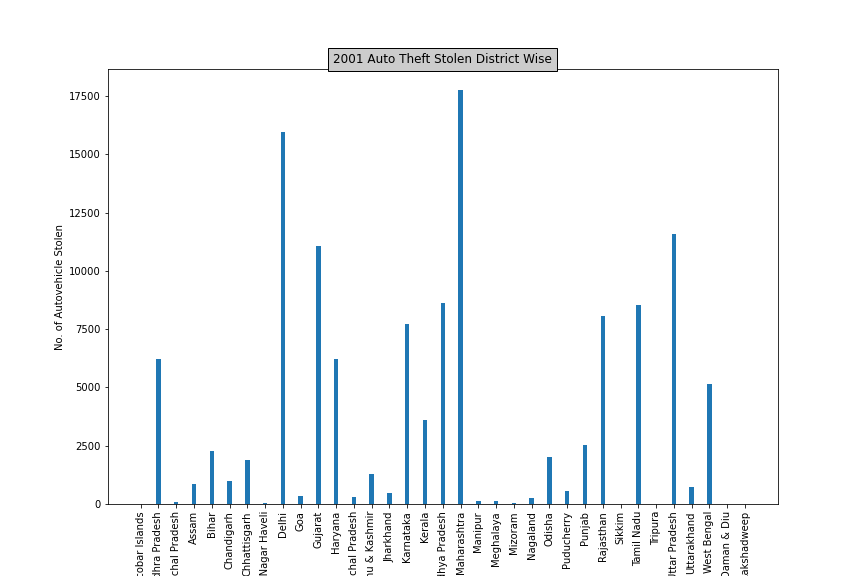 2001 Auto Theft Stolen District Wise
17500
15000
12500
10000
7500
5000
2500
0
No. of Autovehicle Stolen
cobar Islands
dhra Pradesh
chal Pradesh
Assam
Bihar
Chandigarh
Chhattisgarh
Nagar Haveli
Delhi
Goa
Gujarat
Haryana
chal Pradesh
nu & Kashmir
Jharkhand
Karnataka
Kerala
dhya Pradesh
Maharashtra
Manipur
Meghalaya
Mizoram
Nagaland
Odisha
Puducherry
Punjab
Rajasthan
Sikkim
Tamil Nadu
Tripura
Uttar Pradesh
Uttarakhand
West Bengal
Daman & Diu
akshadweep